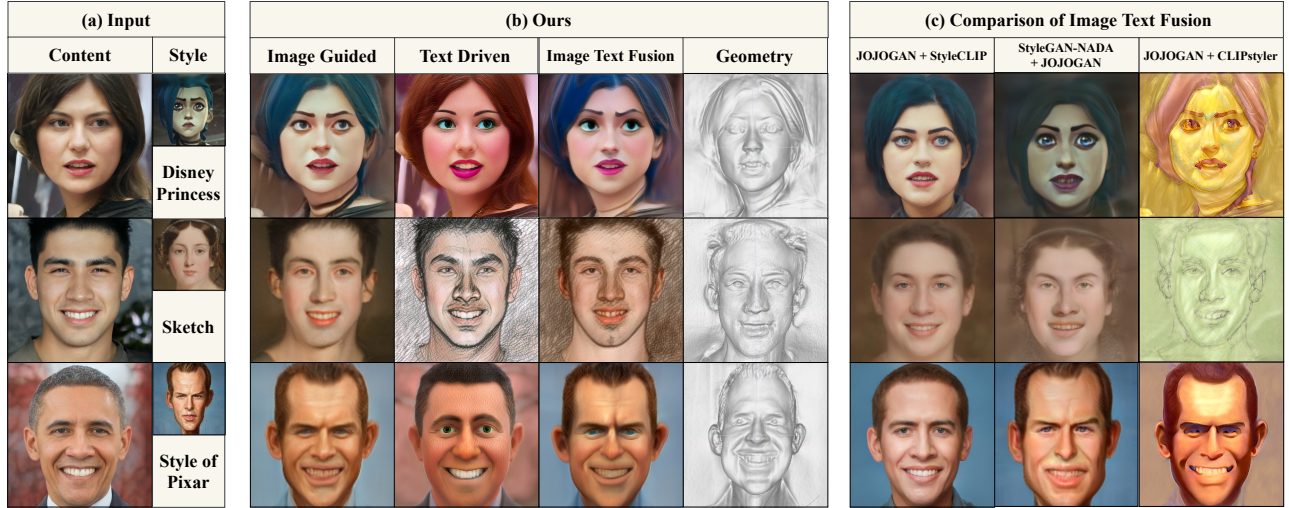 (a) Input
(b) Ours
(c) Comparison of Image Text Fusion
Content
Style
Image Guided
Text Driven
Image Text Fusion
Geometry
JOJOGAN + StyleCLIP
StyleGAN-NADA
+ JOJOGAN
JOJOGAN + CLIPstyler
Disney
Princess
Sketch
Style of
Pixar